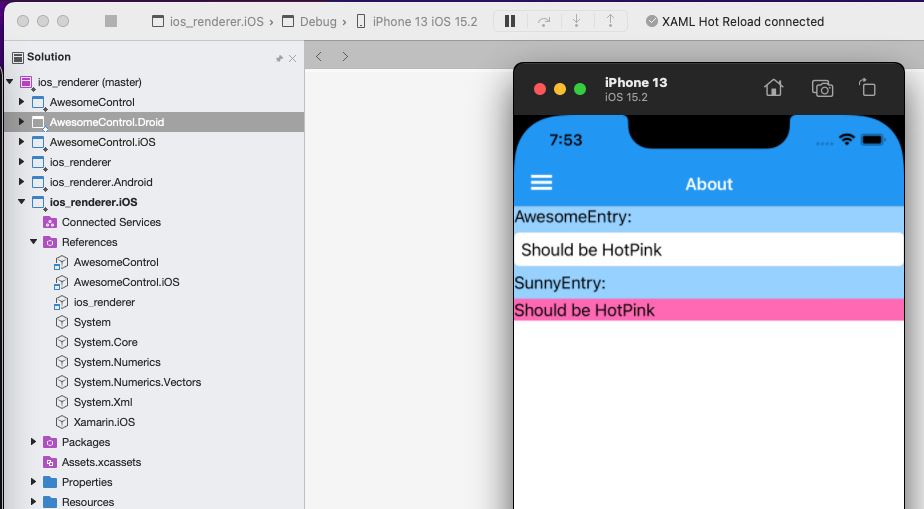 ios_renderer.iOS › Debug › iPhone 13 iOS 15.2 XAML Hot Reload connected
Solution
ios_renderer (master)
AwesomeControl
AwesomeControl.Droid
AwesomeControl.iOS
ios_renderer
ios_renderer.Android
ios_renderer.iOS
Connected Services
References
AwesomeControl
AwesomeControl.iOS
ios_renderer
System
System.Core
System.Numerics
System.Numerics.Vectors
System.Xml
Xamarin.iOS
Packages
Assets.xcassets
Properties
Resources
iPhone 13
iOS 15.2
7:53
About
AwesomeEntry:
Should be HotPink
SunnyEntry:
Should be HotPink